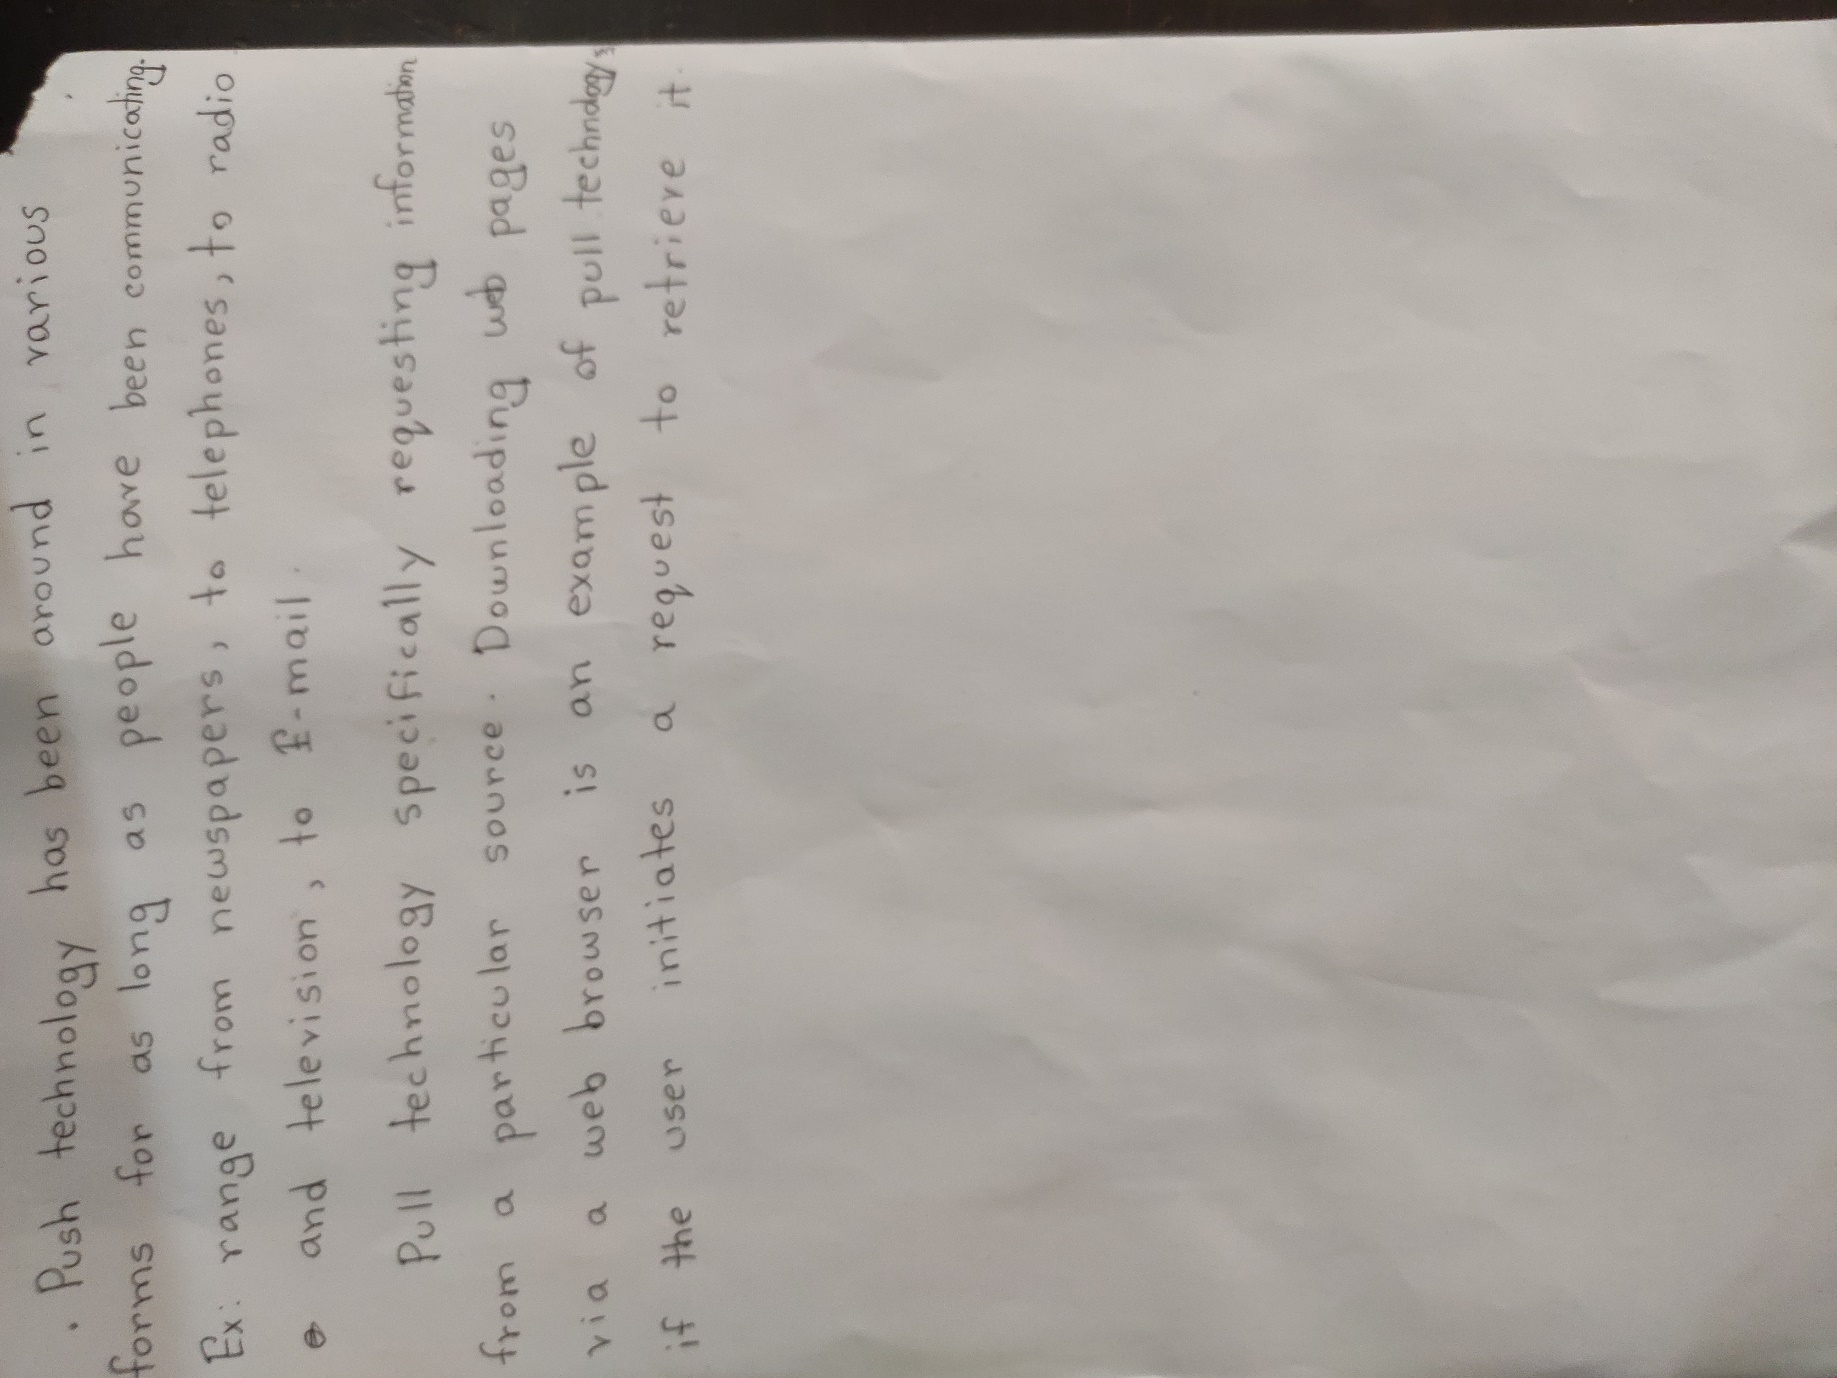 . Push technology has been around in various
forms for as long as people have been communicating.
Ex: range from newspapers, to telephones, to radio
and television, to E-mail.
Pull technology specifically requesting information
from a particular source. Downloading web pages
via a web browser is an example of pull technology,
if the user initiates a request to retrieve it.